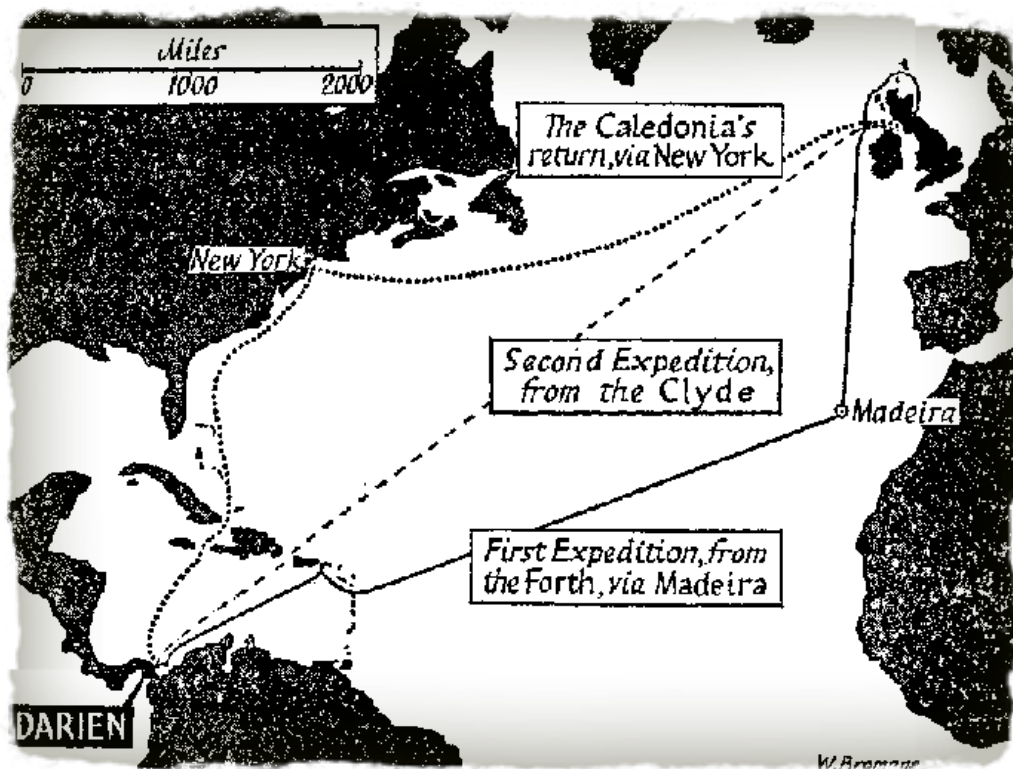 Miles
0 1000 2000
The Caledonia's
return, via New York
New York
Second Expedition,
from the Clyde
Madeira
First Expedition, from
the Forth, via Madeira
DARIEN